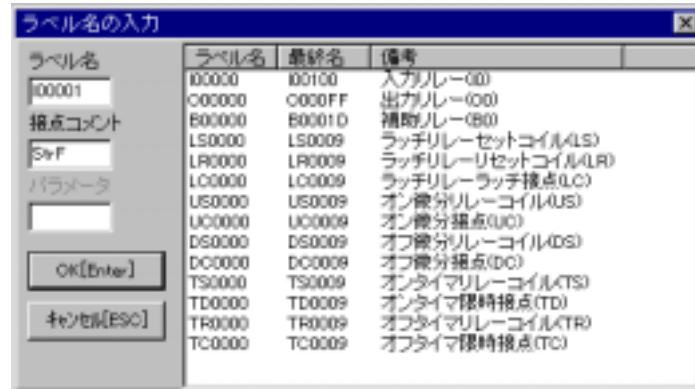 ラベル名の入力
ラベル名
I00001
接点コメント
SwF
パラメータ
OK[Enter]
キャンセル[ESC]
ラベル名 最終名 備考
I00000 I00100 入力リレー(I0)
O00000 O000FF 出力リレー(O0)
B00000 B0001D 補助リレー(B0)
LS0000 LS0009 ラッチリレーセットコイル(LS)
LR0000 LR0009 ラッチリレーリセットコイル(LR)
LC0000 LC0009 ラッチリレーラッチ接点(LC)
US0000 US0009 オン微分リレーコイル(US)
UC0000 UC0009 オン微分接点(UC)
DS0000 DS0009 オフ微分リレーコイル(DS)
DC0000 DC0009 オフ微分接点(DC)
TS0000 TS0009 オンタイマリレーコイル(TS)
TD0000 TD0009 オンタイマ限時接点(TD)
TR0000 TR0009 オフタイマリレーコイル(TR)
TC0000 TC0009 オフタイマ限時接点(TC)